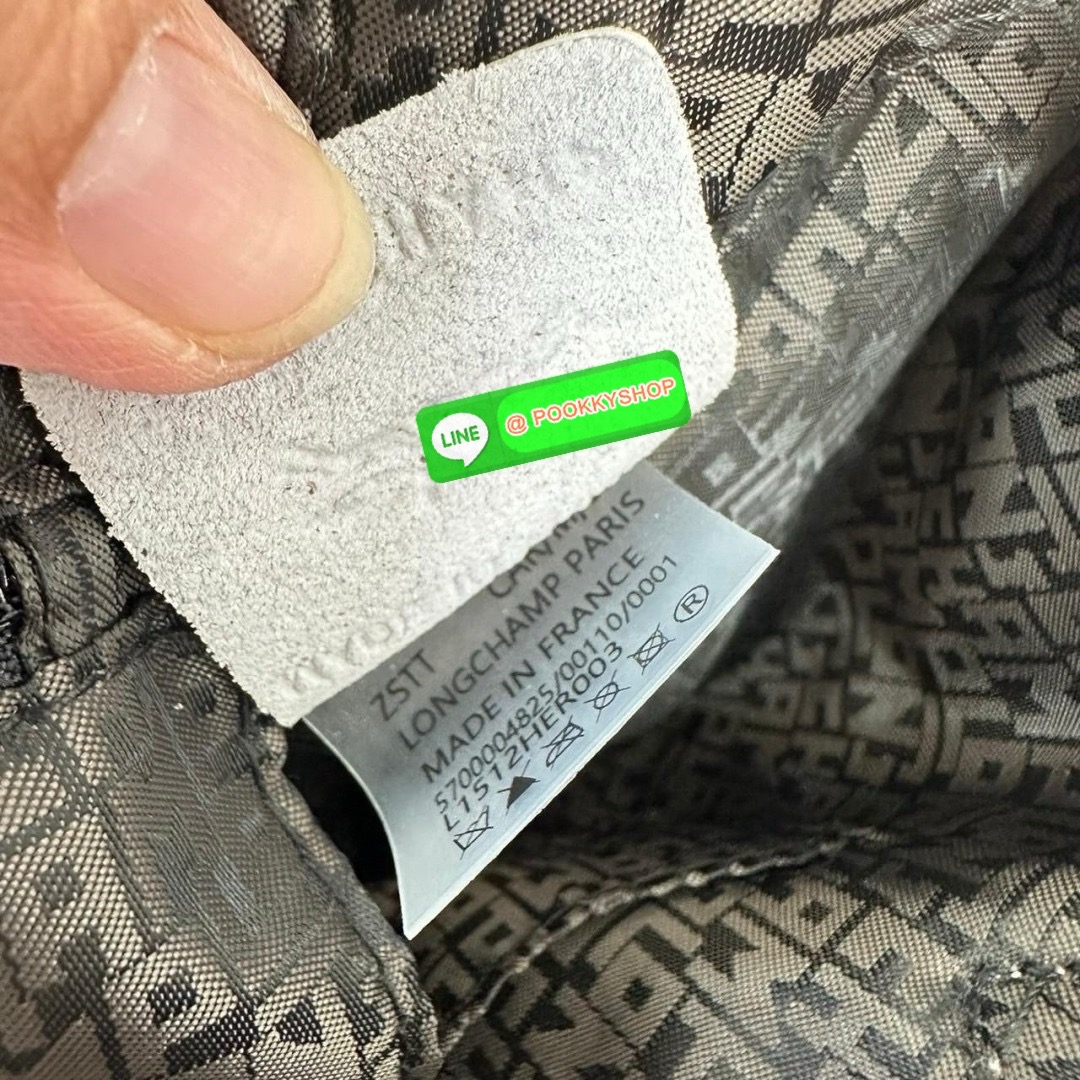 LINE @ POOKKYSHOP
ZSTT
LONGCHAMP PARIS
MADE IN FRANCE
5700004825/00110/0001
L1512HER003
®